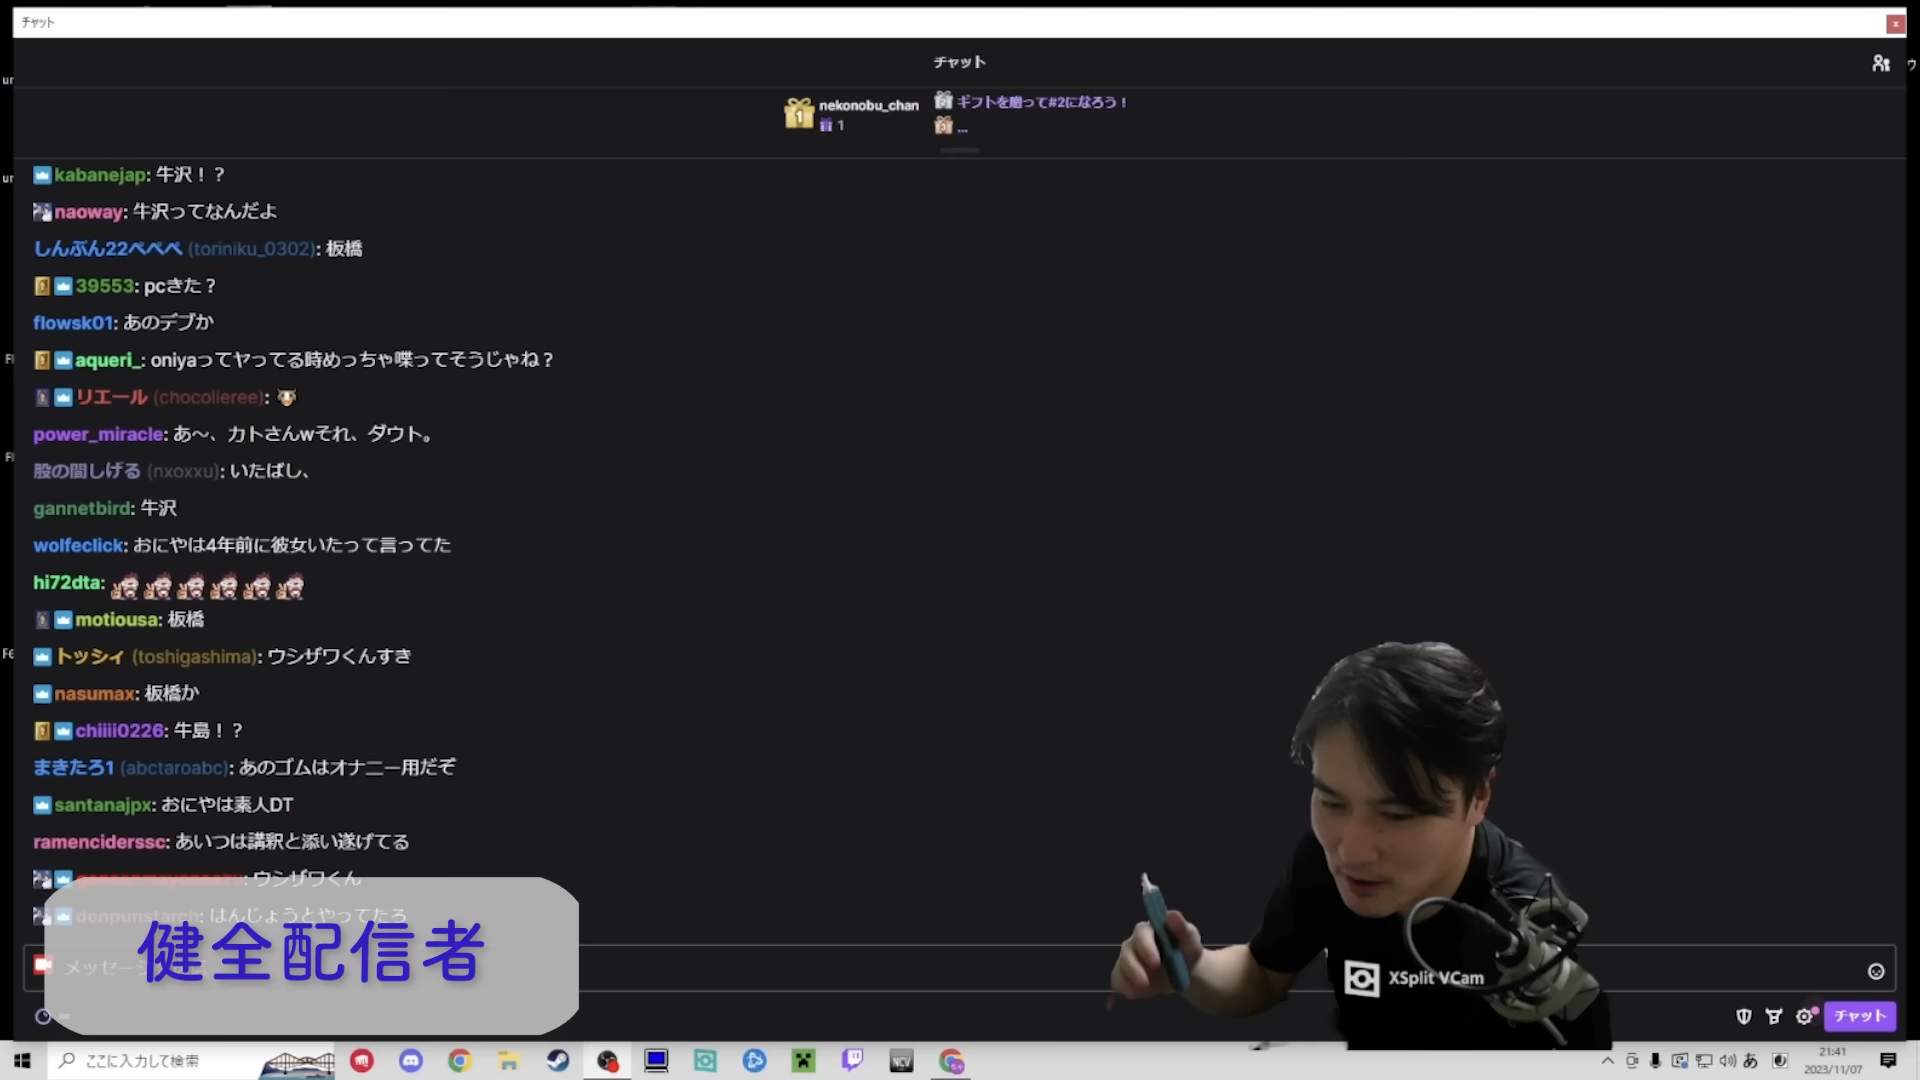 チャット
チャット
nekonobu_chan
1
ギフトを贈って#2になろう！
...
kabanejap: 牛沢！？
naoway: 牛沢ってなんだよ
しんぶん22ぺぺぺ (toriniku_0302): 板橋
39553: pcきた？
flowsk01: あのデブか
aqueri_: oniyaってヤってる時めっちゃ喋ってそうじゃね？
リエール (chocolieree):
power_miracle: あ〜、カトさんwそれ、ダウト。
股の間しげる (nxoxxu): いたばし、
gannetbird: 牛沢
wolfeclick: おにやは4年前に彼女いたって言ってた
hi72dta:
motiousa: 板橋
トッシィ (toshigashima): ウシザワくんすき
nasumax: 板橋か
chiiii0226: 牛島！？
まきたろ1 (abctaroabc): あのゴムはオナニー用だぞ
santanajpx: おにやは素人DT
ramenciderssc: あいつは講釈と添い遂げてる
: ウシザワくん
denpunstarch: はんじょうとやってたろ
メッセー
健全配信者
XSplit VCam
チャット
ここに入力して検索
NCV
あ
21:41
2023/11/07